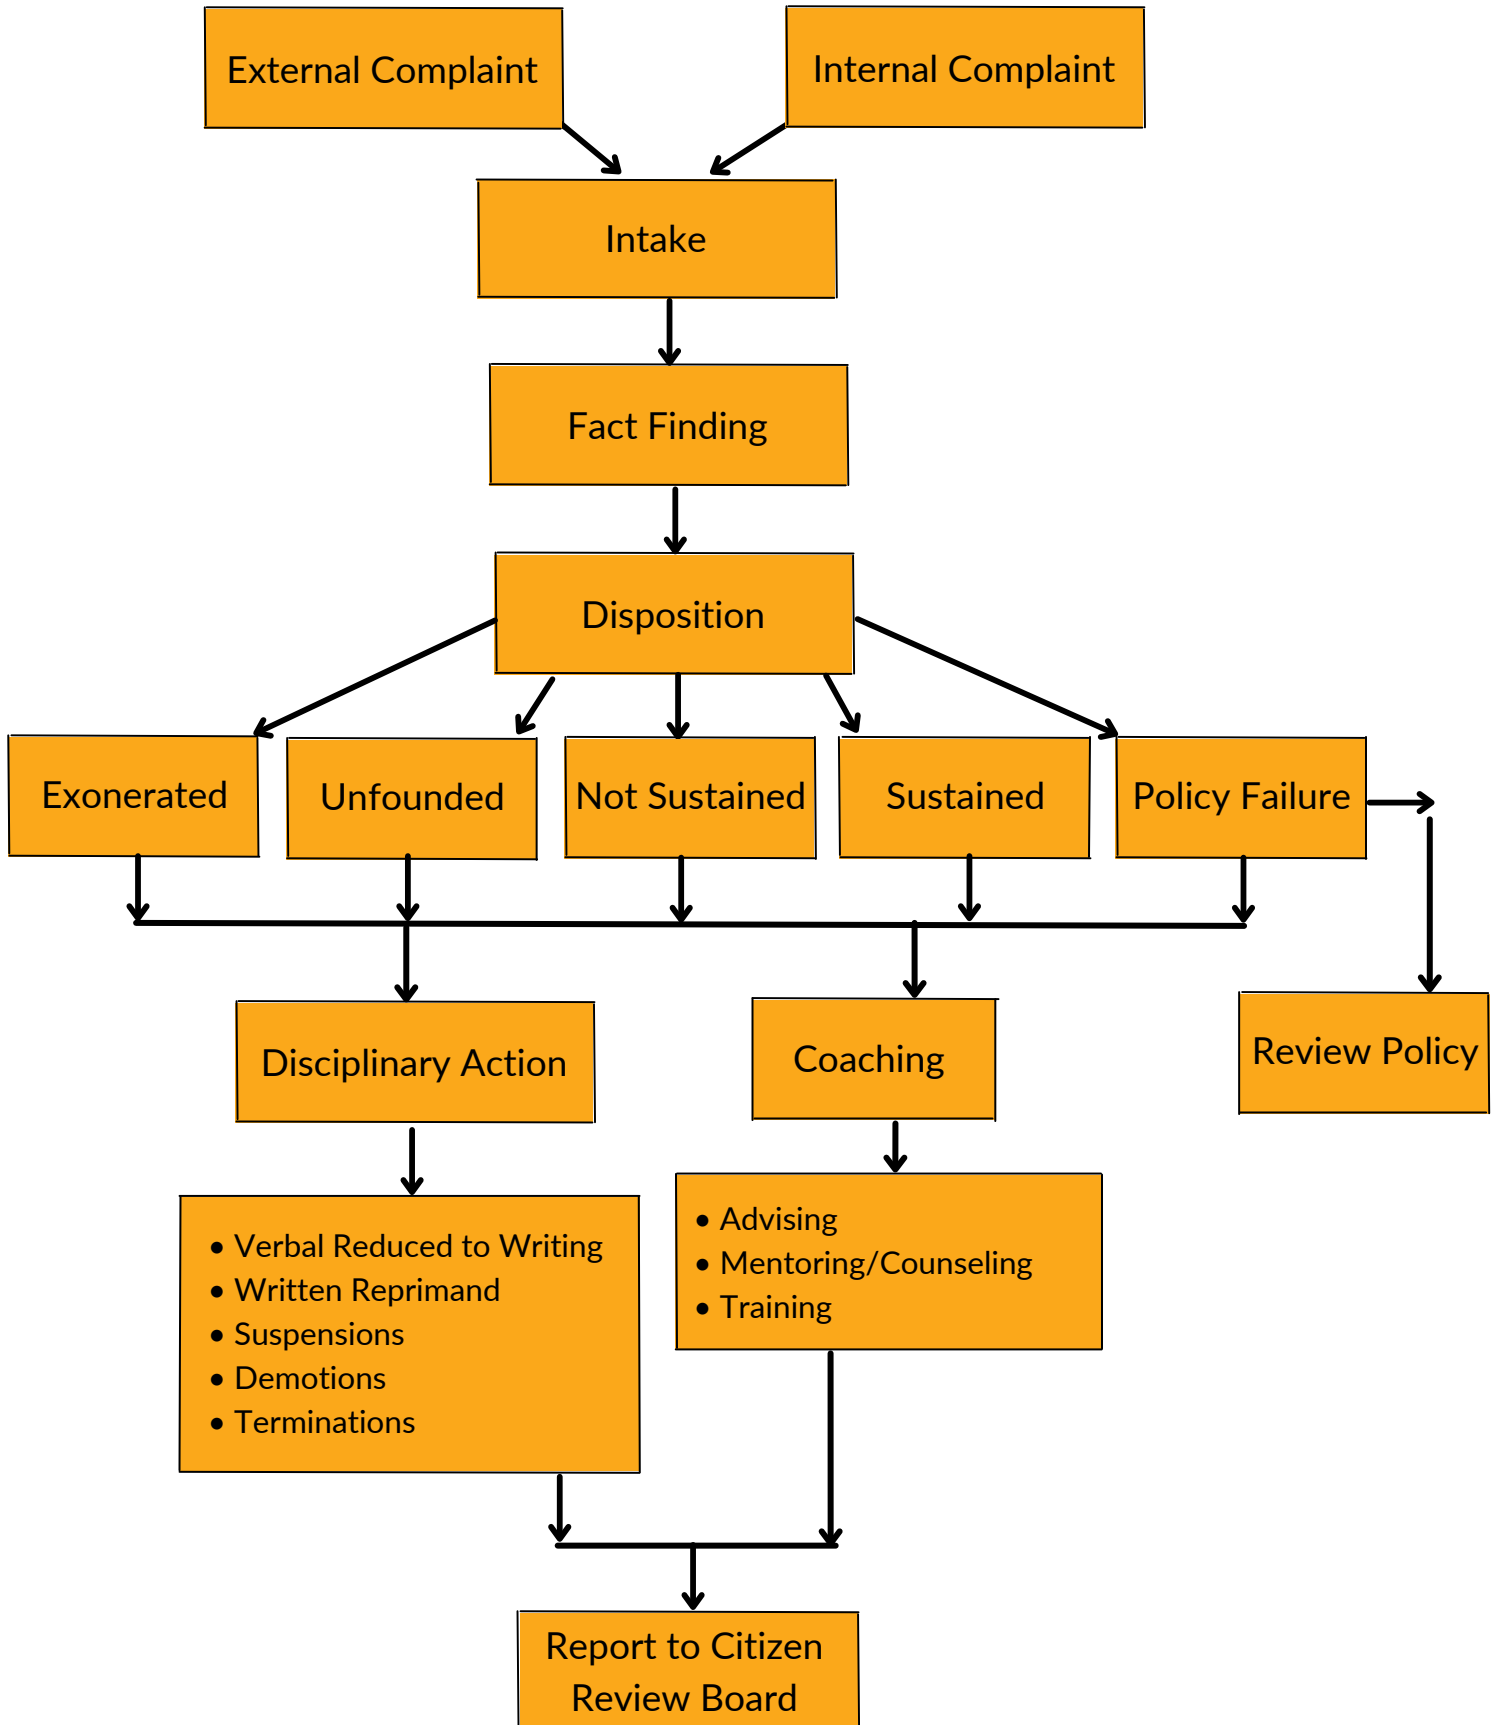 External Complaint
Internal Complaint
Intake
Fact Finding
Disposition
Exonerated
Unfounded
Not Sustained
Sustained
Policy Failure
Disciplinary Action
Coaching
Review Policy
• Verbal Reduced to Writing
• Written Reprimand
• Suspensions
• Demotions
• Terminations
• Advising
• Mentoring/Counseling
• Training
Report to Citizen
Review Board